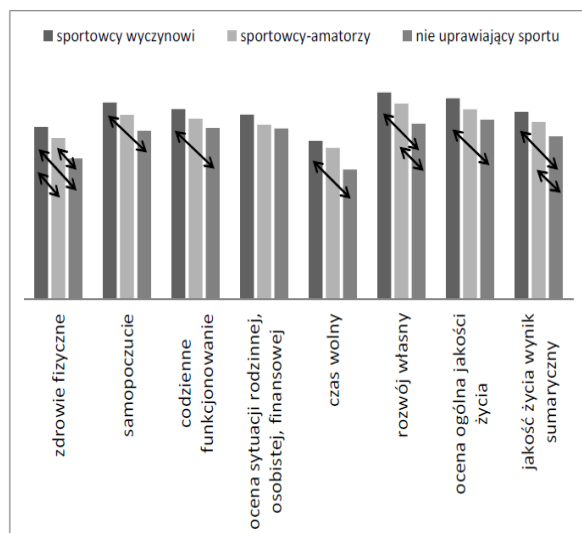 sportowcy wyczynowi
sportowcy-amatorzy
nie uprawiający sportu
zdrowie fizyczne
samopoczucie
codzienne
funkcjonowanie
ocena sytuacji rodzinnej,
osobistej, finansowej
czas wolny
rozwój własny
ocena ogólna jakości
życia
jakość życia wynik
sumaryczny